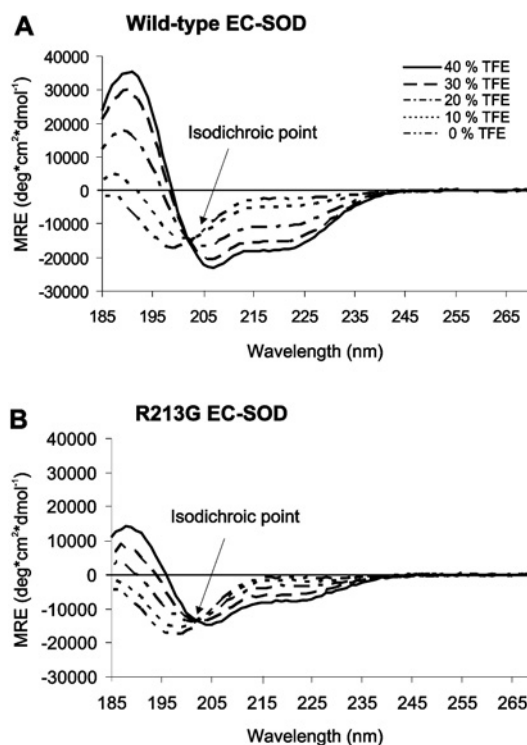 A
Wild-type EC-SOD
40 % TFE
30 % TFE
20 % TFE
10 % TFE
0 % TFE
Isodichroic point
MRE (deg*cm²*dmol⁻¹)
40000
30000
20000
10000
0
-10000
-20000
-30000
185 195 205 215 225 235 245 255 265
Wavelength (nm)
B
R213G EC-SOD
Isodichroic point
MRE (deg*cm²*dmol⁻¹)
40000
30000
20000
10000
0
-10000
-20000
-30000
185 195 205 215 225 235 245 255 265
Wavelength (nm)